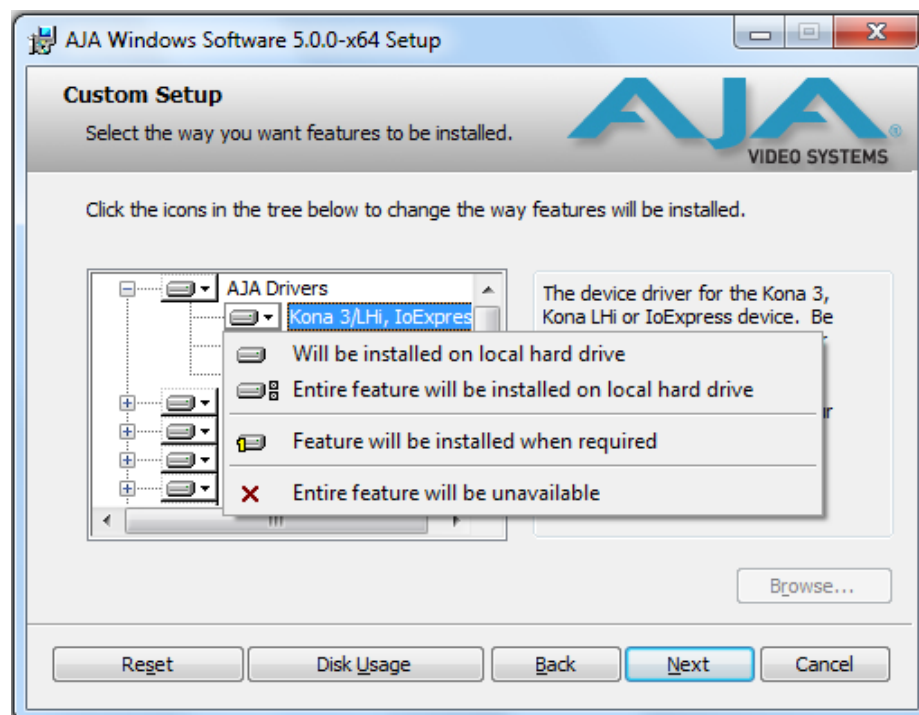 AJA Windows Software 5.0.0-x64 Setup
Custom Setup
Select the way you want features to be installed.
AJA
VIDEO SYSTEMS
Click the icons in the tree below to change the way features will be installed.
AJA Drivers
Kona 3/LHi, IoExpres
The device driver for the Kona 3,
Kona LHi or IoExpress device. Be
Will be installed on local hard drive
Entire feature will be installed on local hard drive
Feature will be installed when required
Entire feature will be unavailable
Browse...
Reset
Disk Usage
Back
Next
Cancel